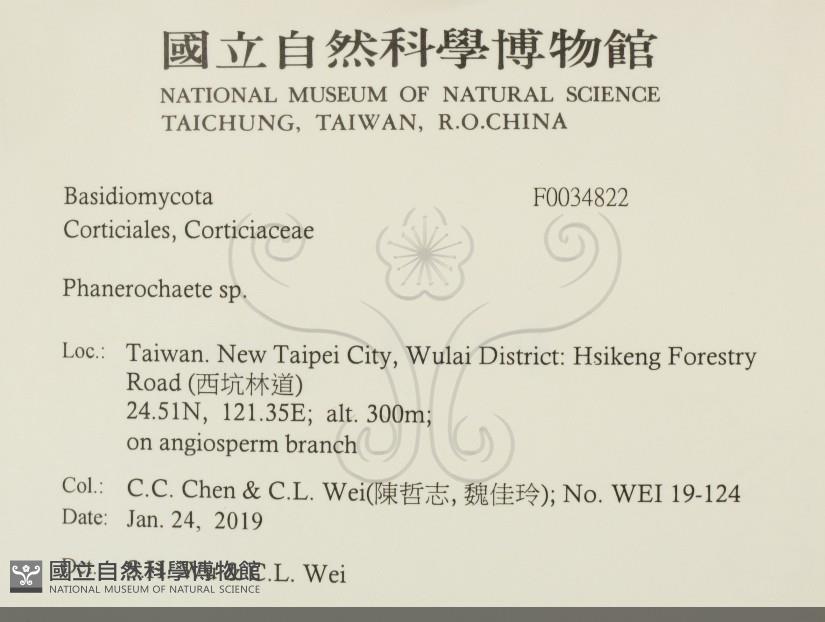 國立自然科學博物館
NATIONAL MUSEUM OF NATURAL SCIENCE
TAICHUNG, TAIWAN, R.O.CHINA
Basidiomycota F0034822
Corticiales, Corticiaceae
Phanerochaete sp.
Loc.: Taiwan. New Taipei City, Wulai District: Hsikeng Forestry
Road (西坑林道)
24.51N, 121.35E; alt. 300m;
on angiosperm branch
Col.: C.C. Chen & C.L. Wei(陳哲志, 魏佳玲); No. WEI 19-124
Date: Jan. 24, 2019
C.L. Wei
國立自然科學博物館
NATIONAL MUSEUM OF NATURAL SCIENCE